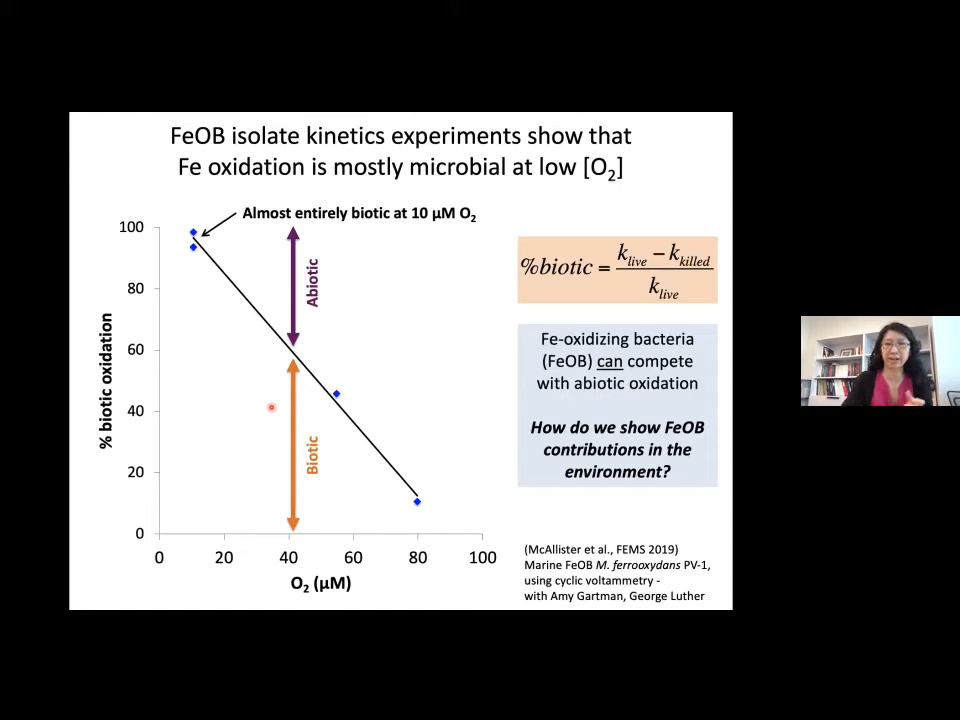 FeOB isolate kinetics experiments show that
Fe oxidation is mostly microbial at low [O₂]
Almost entirely biotic at 10 μM O₂
100
80
60
40
20
0
% biotic oxidation
Abiotic
Biotic
0 20 40 60 80 100
O₂ (μM)
%biotic = (k_live − k_killed) / k_live
Fe-oxidizing bacteria
(FeOB) can compete
with abiotic oxidation
How do we show FeOB
contributions in the
environment?
(McAllister et al., FEMS 2019)
Marine FeOB M. ferrooxydans PV-1,
using cyclic voltammetry -
with Amy Gartman, George Luther